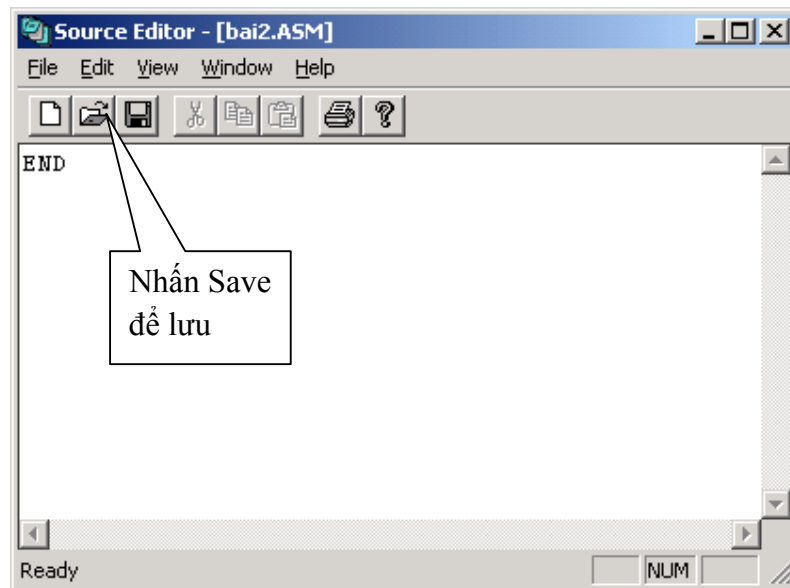 Source Editor - [bai2.ASM]
File Edit View Window Help
END
Nhấn Save
để lưu
Ready NUM